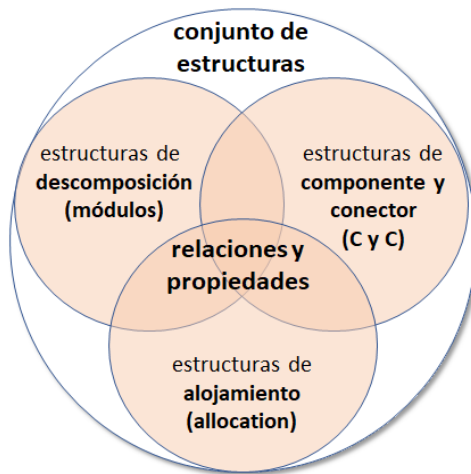 conjunto de
estructuras
estructuras de
descomposición
(módulos)
estructuras de
componente y
conector
(C y C)
relaciones y
propiedades
estructuras de
alojamiento
(allocation)